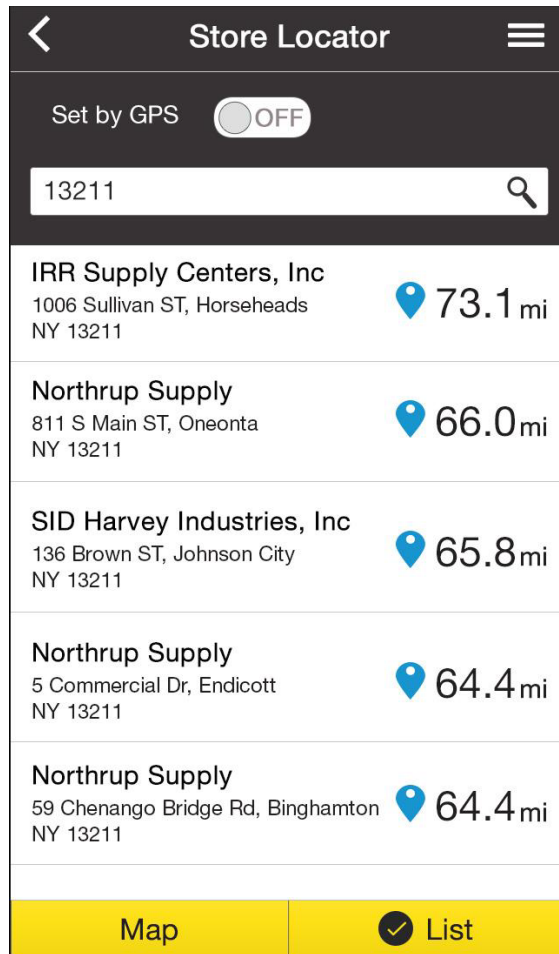 Store Locator
Set by GPS OFF
13211
IRR Supply Centers, Inc
1006 Sullivan ST, Horseheads
NY 13211
73.1 mi
Northrup Supply
811 S Main ST, Oneonta
NY 13211
66.0 mi
SID Harvey Industries, Inc
136 Brown ST, Johnson City
NY 13211
65.8 mi
Northrup Supply
5 Commercial Dr, Endicott
NY 13211
64.4 mi
Northrup Supply
59 Chenango Bridge Rd, Binghamton
NY 13211
64.4 mi
Map
List